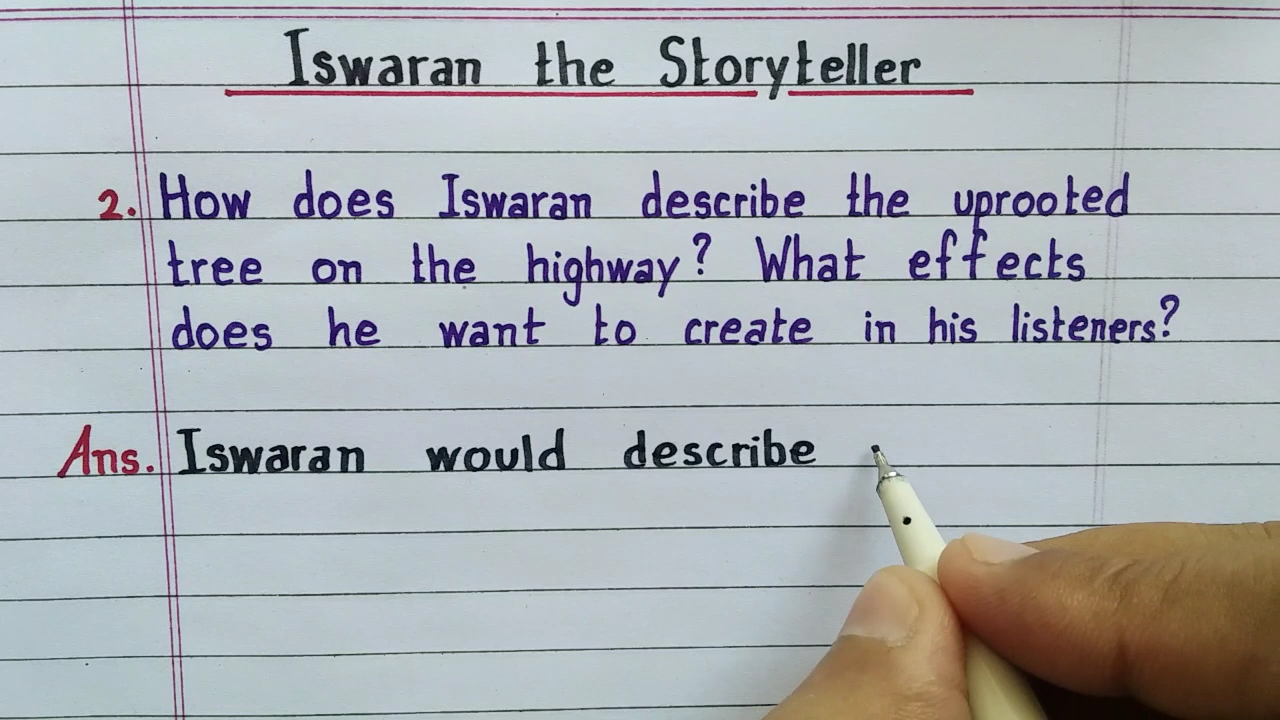 Iswaran the Storyteller
2. How does Iswaran describe the uprooted
tree on the highway? What effects
does he want to create in his listeners?
Ans. Iswaran would describe